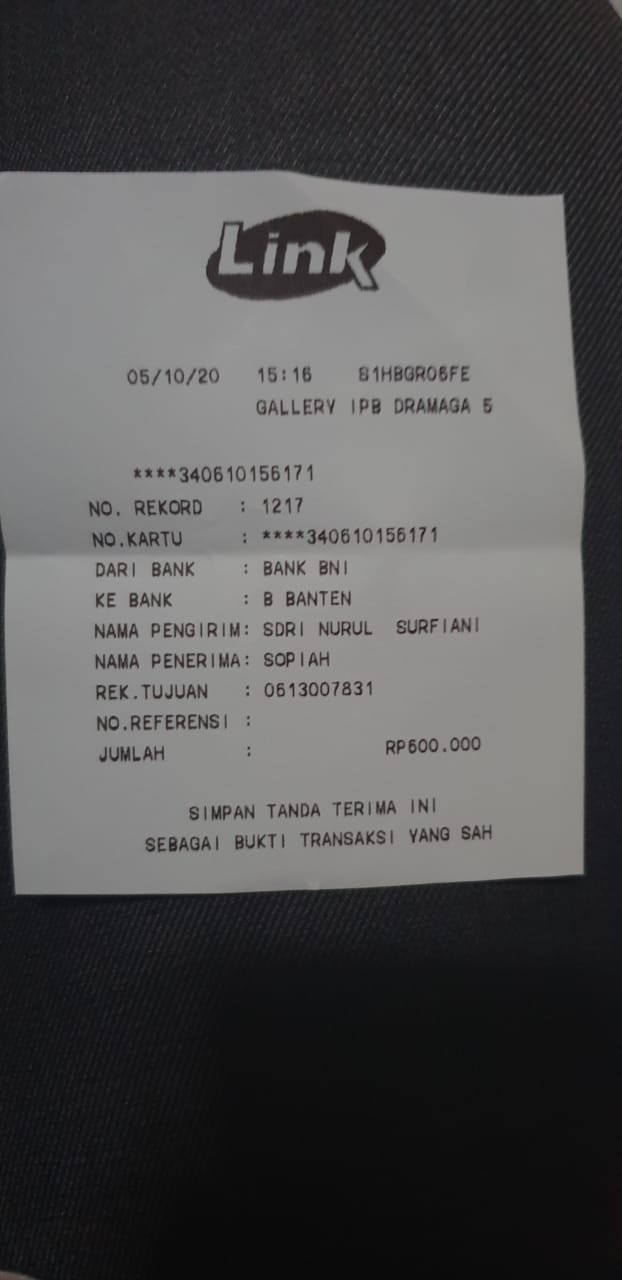 Link
05/10/20 15:16 S1HBGR06FE
GALLERY IPB DRAMAGA 5
****340610156171
NO. REKORD : 1217
NO.KARTU : ****340610156171
DARI BANK : BANK BNI
KE BANK : B BANTEN
NAMA PENGIRIM: SDRI NURUL SURFIANI
NAMA PENERIMA: SOPIAH
REK.TUJUAN : 0613007831
NO.REFERENSI :
JUMLAH : RP600.000
SIMPAN TANDA TERIMA INI
SEBAGAI BUKTI TRANSAKSI YANG SAH